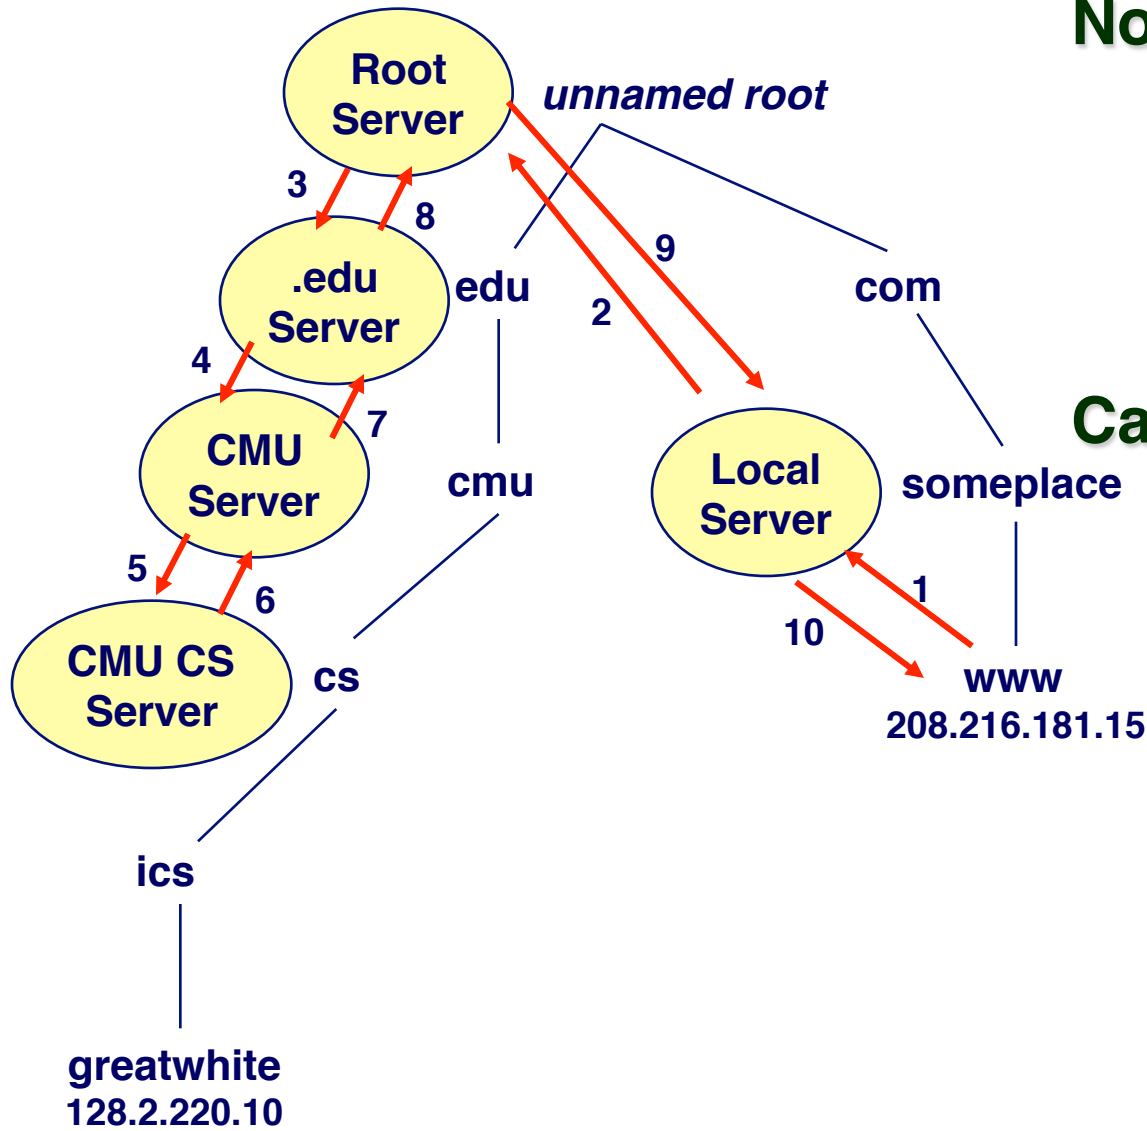 No
Root
Server
unnamed root
3
8
9
.edu
Server
edu
com
2
4
7
Ca
CMU
Server
cmu
Local
Server
someplace
5
6
1
10
CMU CS
Server
cs
www
208.216.181.15
ics
greatwhite
128.2.220.10